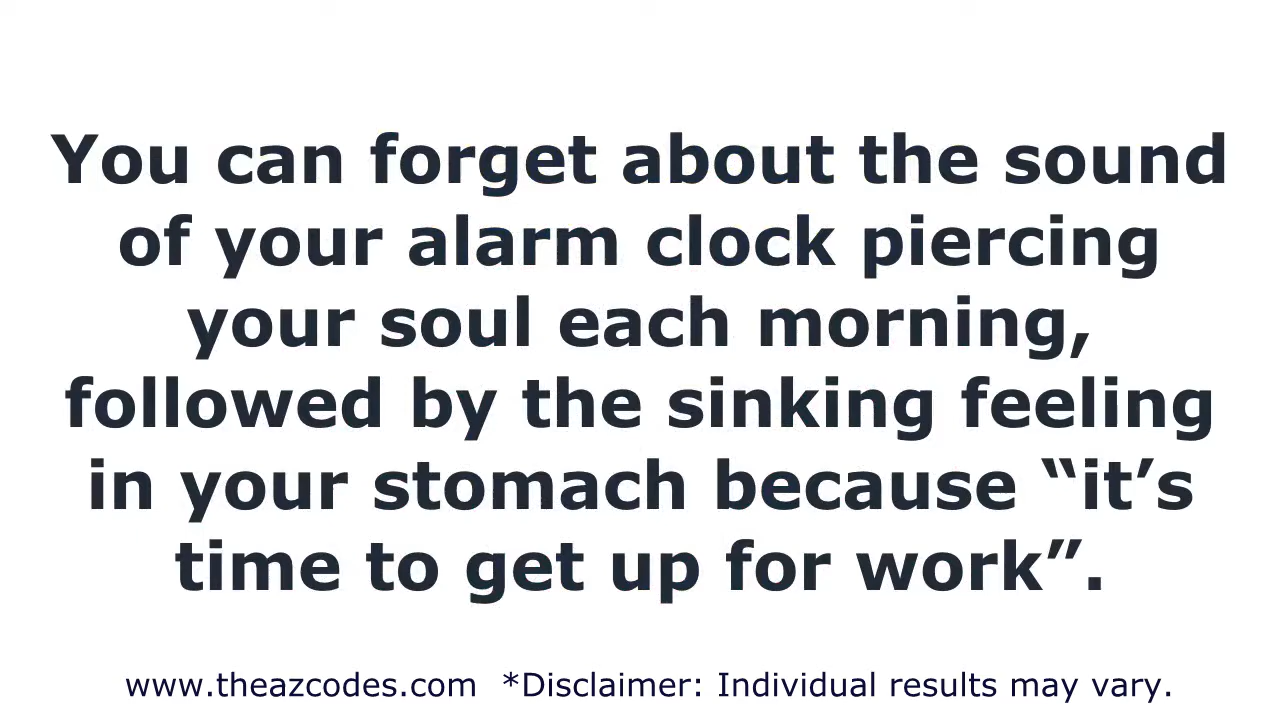 You can forget about the sound
of your alarm clock piercing
your soul each morning,
followed by the sinking feeling
in your stomach because “it’s
time to get up for work”.
www.theazcodes.com *Disclaimer: Individual results may vary.